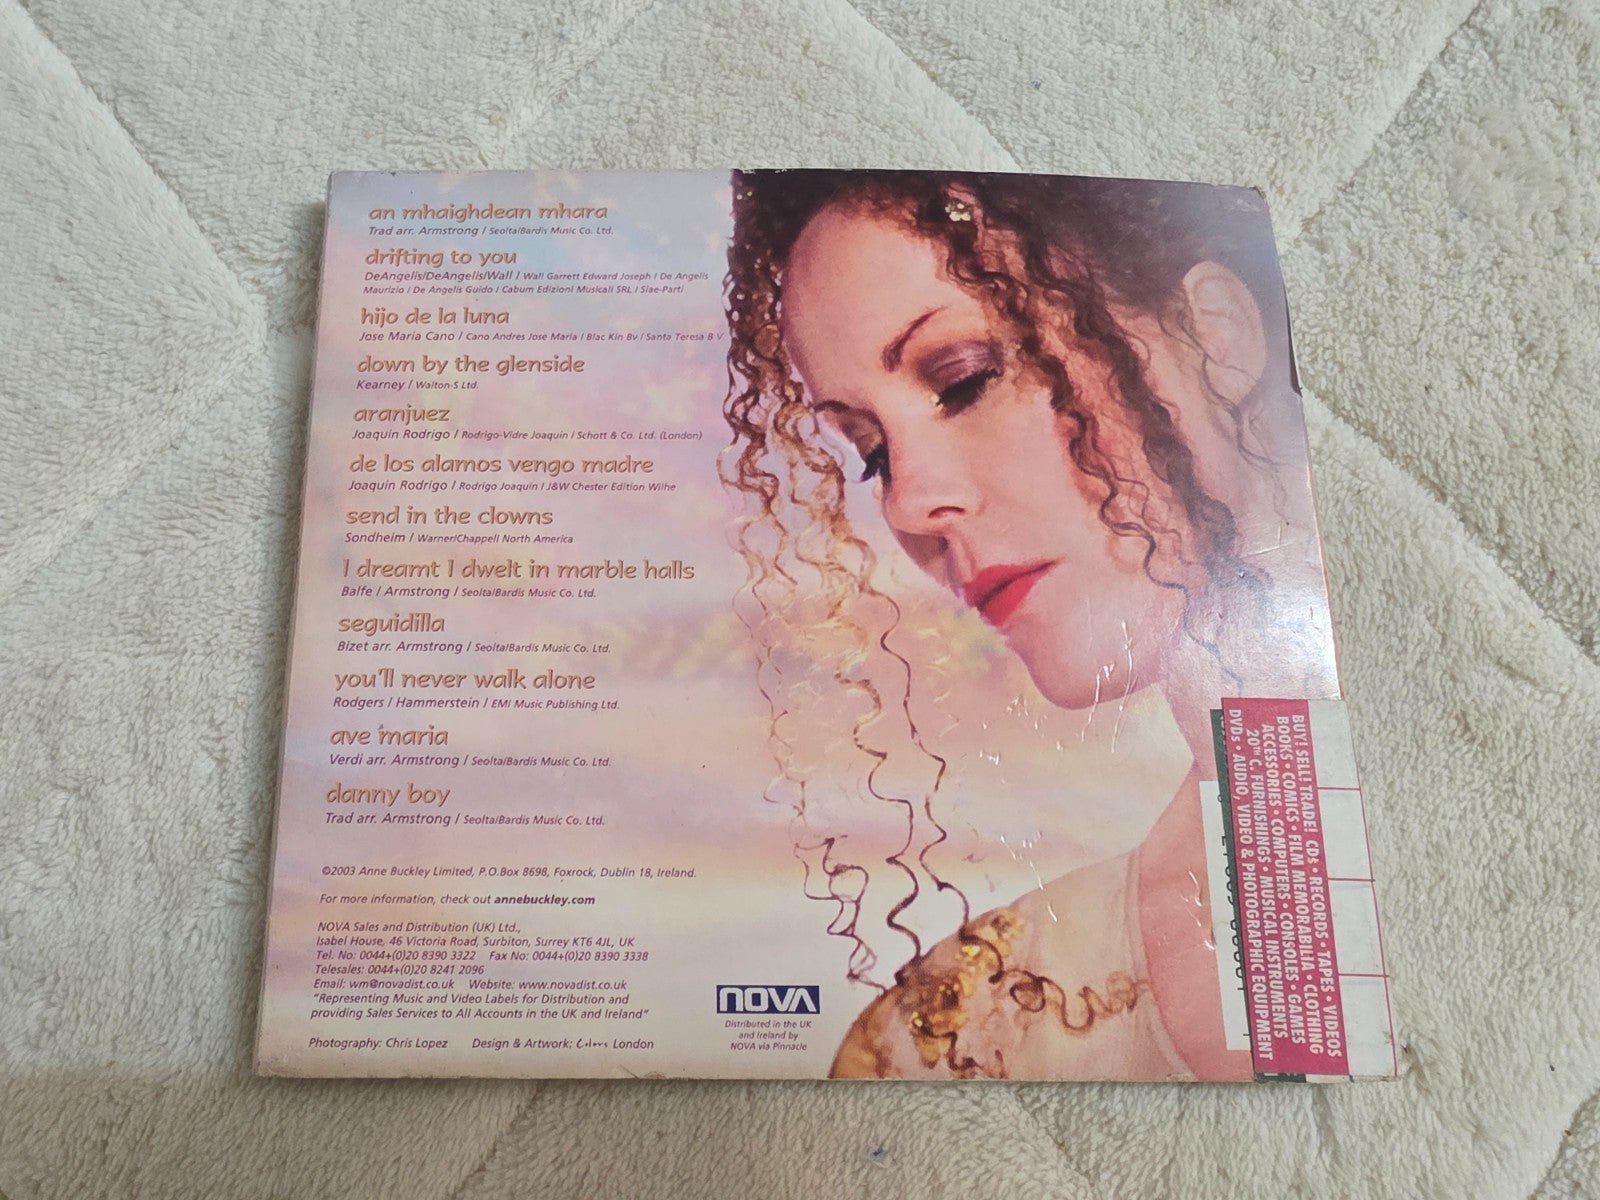 an mhaighdean mhara
Trad arr. Armstrong / Seolta/Bardis Music Co. Ltd.
drifting to you
DeAngelis/DeAngelis/Wall / Wall Garrett Edward Joseph / De Angelis
Maurizio / De Angelis Guido / Cabum Edizioni Musicali SRL / Siae-Parti
hijo de la luna
Jose Maria Cano / Cano Andres Jose Maria / Blac Kin Bv / Santa Teresa B V
down by the glenside
Kearney / Walton-S Ltd.
aranjuez
Joaquin Rodrigo / Rodrigo-Vidre Joaquin / Schott & Co. Ltd. (London)
de los alamos vengo madre
Joaquin Rodrigo / Rodrigo Joaquin / J&W Chester Edition Wilhe
send in the clowns
Sondheim / Warner/Chappell North America
I dreamt I dwelt in marble halls
Balfe / Armstrong / Seolta/Bardis Music Co. Ltd.
seguidilla
Bizet arr. Armstrong / Seolta/Bardis Music Co. Ltd.
you'll never walk alone
Rodgers / Hammerstein / EMI Music Publishing Ltd.
ave maria
Verdi arr. Armstrong / Seolta/Bardis Music Co. Ltd.
danny boy
Trad arr. Armstrong / Seolta/Bardis Music Co. Ltd.
©2003 Anne Buckley Limited, P.O.Box 8698, Foxrock, Dublin 18, Ireland.
For more information, check out annebuckley.com
NOVA Sales and Distribution (UK) Ltd.,
Isabel House, 46 Victoria Road, Surbiton, Surrey KT6 4JL, UK
Tel. No: 0044+(0)20 8390 3322 Fax No: 0044+(0)20 8390 3338
Telesales: 0044+(0)20 8241 2096
Email: wm@novadist.co.uk Website: www.novadist.co.uk
"Representing Music and Video Labels for Distribution and
providing Sales Services to All Accounts in the UK and Ireland"
Photography: Chris Lopez Design & Artwork: Colors London
NOVA
Distributed in the UK
and Ireland by
NOVA via Pinnacle
BUY! SELL! TRADE! CDs • RECORDS • TAPES • VIDEOS
BOOKS • COMICS • FILM MEMORABILIA • CLOTHING
ACCESSORIES • COMPUTERS • CONSOLES • GAMES
20TH C. FURNISHINGS • MUSICAL INSTRUMENTS
DVDs • AUDIO, VIDEO & PHOTOGRAPHIC EQUIPMENT